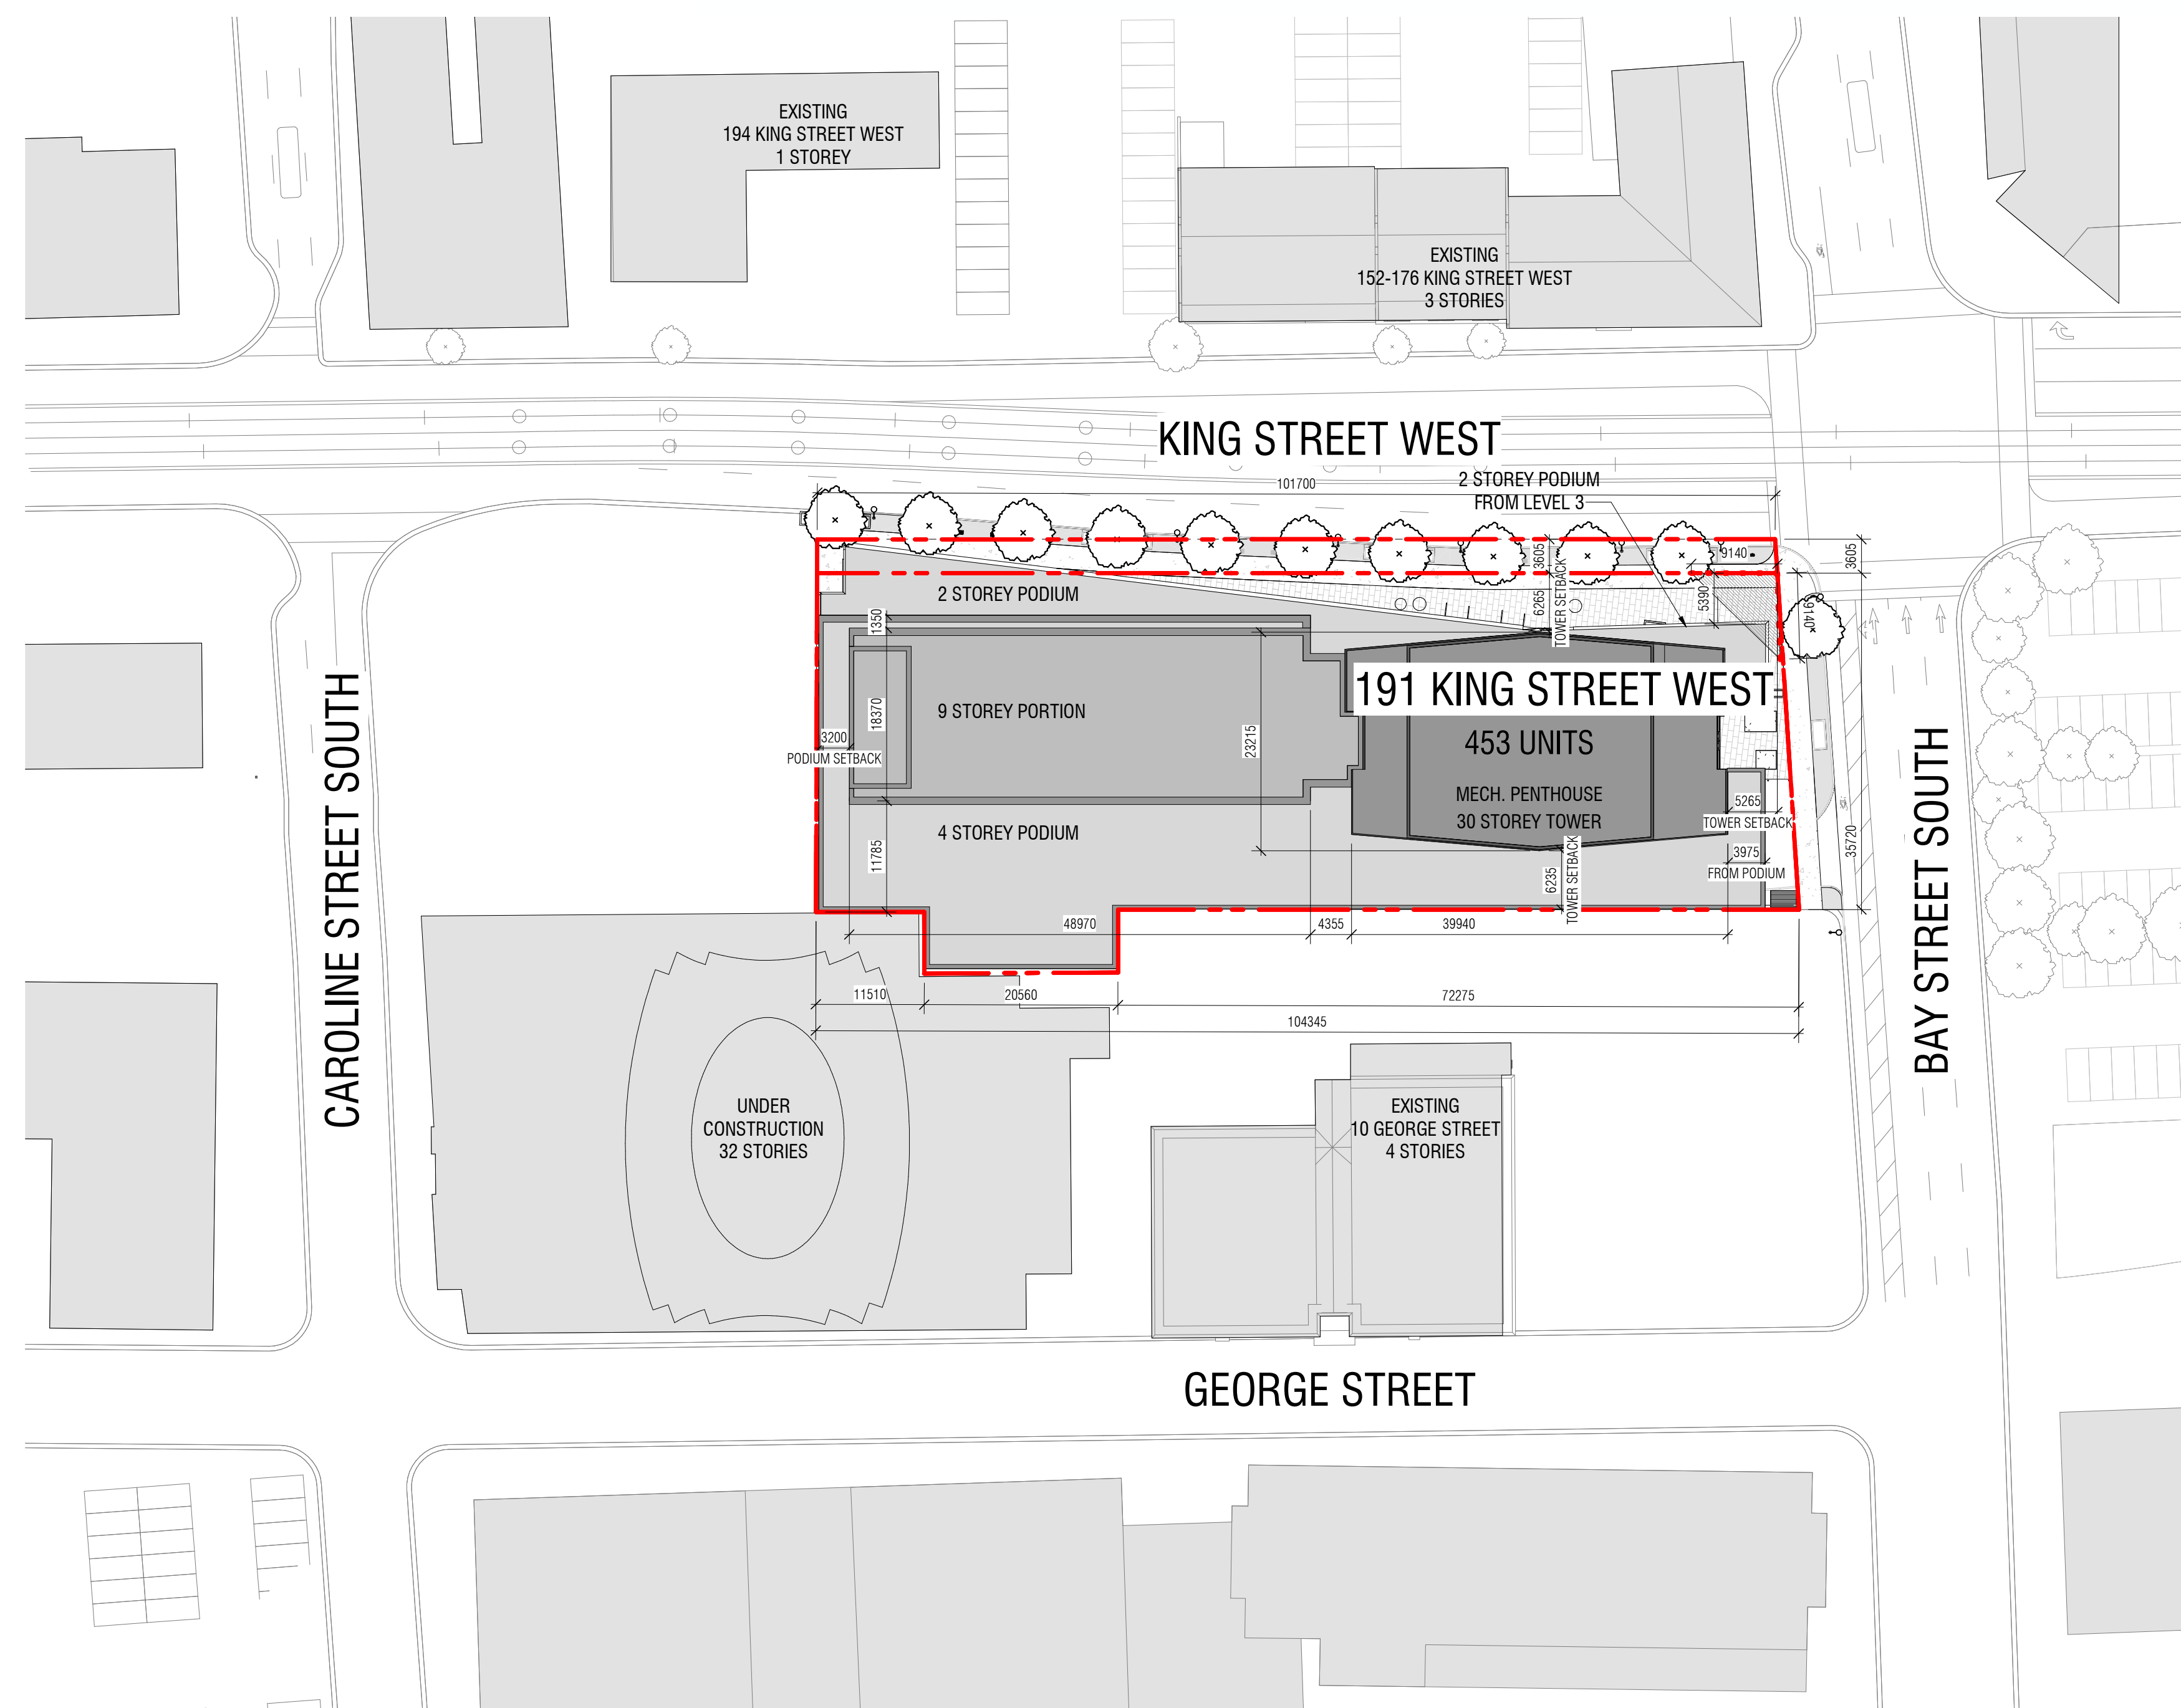 EXISTING
194 KING STREET WEST
1 STOREY
EXISTING
152-176 KING STREET WEST
3 STORIES
KING STREET WEST
2 STOREY PODIUM
FROM LEVEL 3
101700
9140
3605
3605
6265
TOWER SETBACK
5390
9140
2 STOREY PODIUM
1350
191 KING STREET WEST
9 STOREY PORTION
18370
3200
PODIUM SETBACK
23215
453 UNITS
MECH. PENTHOUSE
30 STOREY TOWER
5265
TOWER SETBACK
3975
FROM PODIUM
35720
4 STOREY PODIUM
11785
6235
TOWER SETBACK
48970
4355
39940
11510
20560
72275
104345
CAROLINE STREET SOUTH
BAY STREET SOUTH
UNDER
CONSTRUCTION
32 STORIES
EXISTING
10 GEORGE STREET
4 STORIES
GEORGE STREET